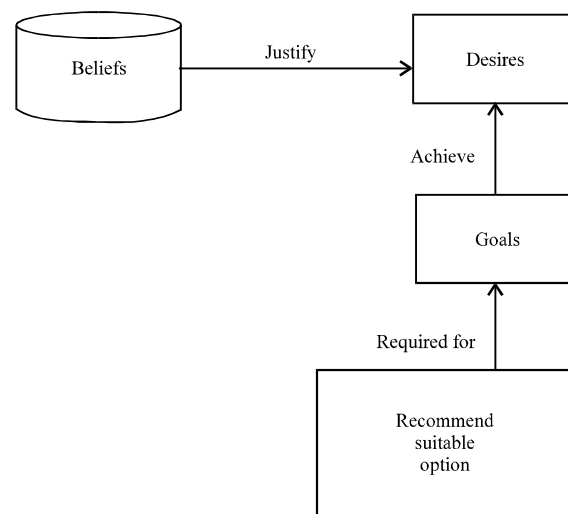 Justify
Beliefs
Desires
Achieve
Goals
Required for
Recommend
suitable
option